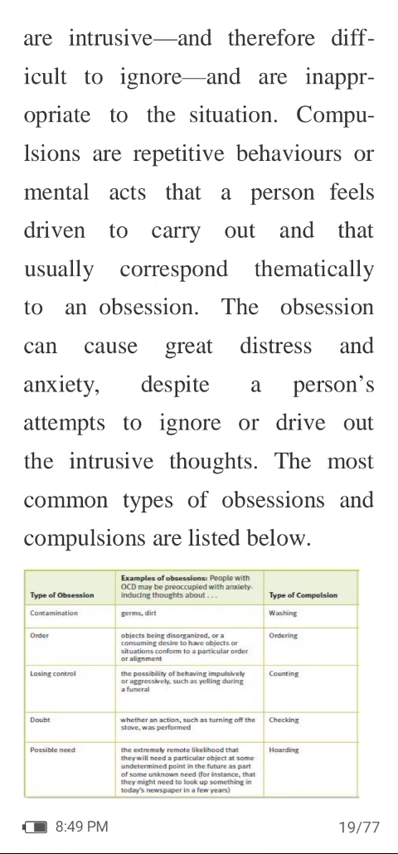 are intrusive—and therefore diff-
icult to ignore—and are inappr-
opriate to the situation. Compu-
lsions are repetitive behaviours or
mental acts that a person feels
driven to carry out and that
usually correspond thematically
to an obsession. The obsession
can cause great distress and
anxiety, despite a person's
attempts to ignore or drive out
the intrusive thoughts. The most
common types of obsessions and
compulsions are listed below.
Type of Obsession
Examples of obsessions: People with
OCD may be preoccupied with anxiety-
inducing thoughts about . . .
Type of Compulsion
Contamination
germs, dirt
Washing
Order
objects being disorganized, or a
consuming desire to have objects or
situations conform to a particular order
or alignment
Ordering
Losing control
the possibility of behaving impulsively
or aggressively, such as yelling during
a funeral
Counting
Doubt
whether an action, such as turning off the
stove, was performed
Checking
Possible need
the extremely remote likelihood that
they will need a particular object at some
undetermined point in the future as part
of some unknown need (for instance, that
they might need to look up something in
today's newspaper in a few years)
Hoarding
8:49 PM
19/77